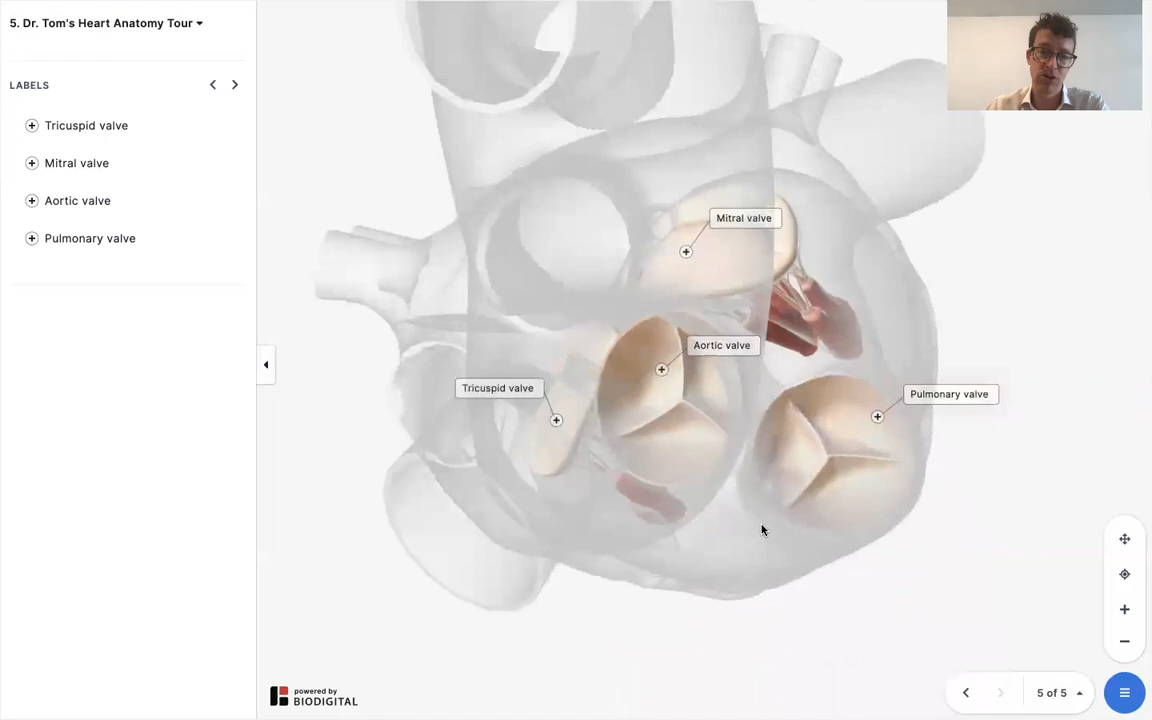 5. Dr. Tom's Heart Anatomy Tour
LABELS
Tricuspid valve
Mitral valve
Aortic valve
Pulmonary valve
Mitral valve
Aortic valve
Tricuspid valve
Pulmonary valve
powered by
BIODIGITAL
5 of 5